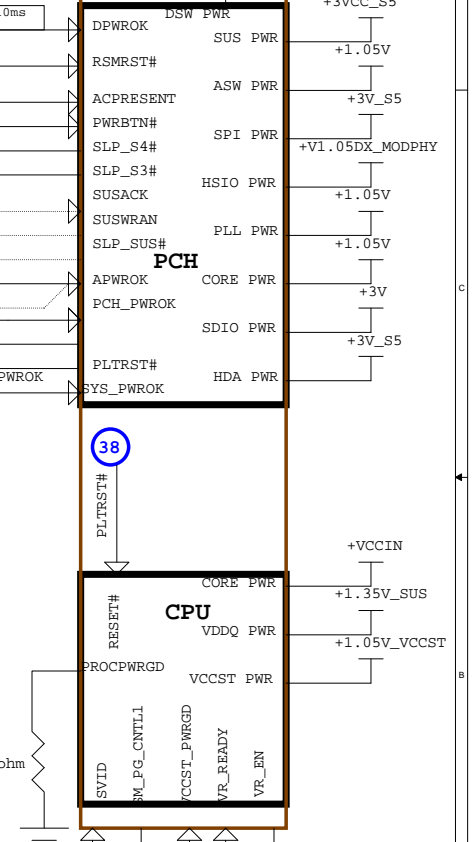 +3VCC_S5
.0ms
DSW PWR
DPWROK
SUS PWR
+1.05V
RSMRST#
ASW PWR
+3V_S5
ACPRESENT
PWRBTN#
SPI PWR
+V1.05DX_MODPHY
SLP_S4#
SLP_S3#
HSIO PWR
+1.05V
SUSACK
SUSWRAN
PLL PWR
+1.05V
SLP_SUS#
PCH
APWROK
CORE PWR
+3V
C
PCH_PWROK
SDIO PWR
+3V_S5
PLTRST#
HDA PWR
PWROK
SYS_PWROK
38
PLTRST#
+VCCIN
CORE PWR
+1.35V_SUS
RESET#
CPU
VDDQ PWR
+1.05V_VCCST
PROCPWRGD
VCCST PWR
B
ohm
SVID
SM_PG_CNTL1
VCCST_PWRGD
VR_READY
VR_EN